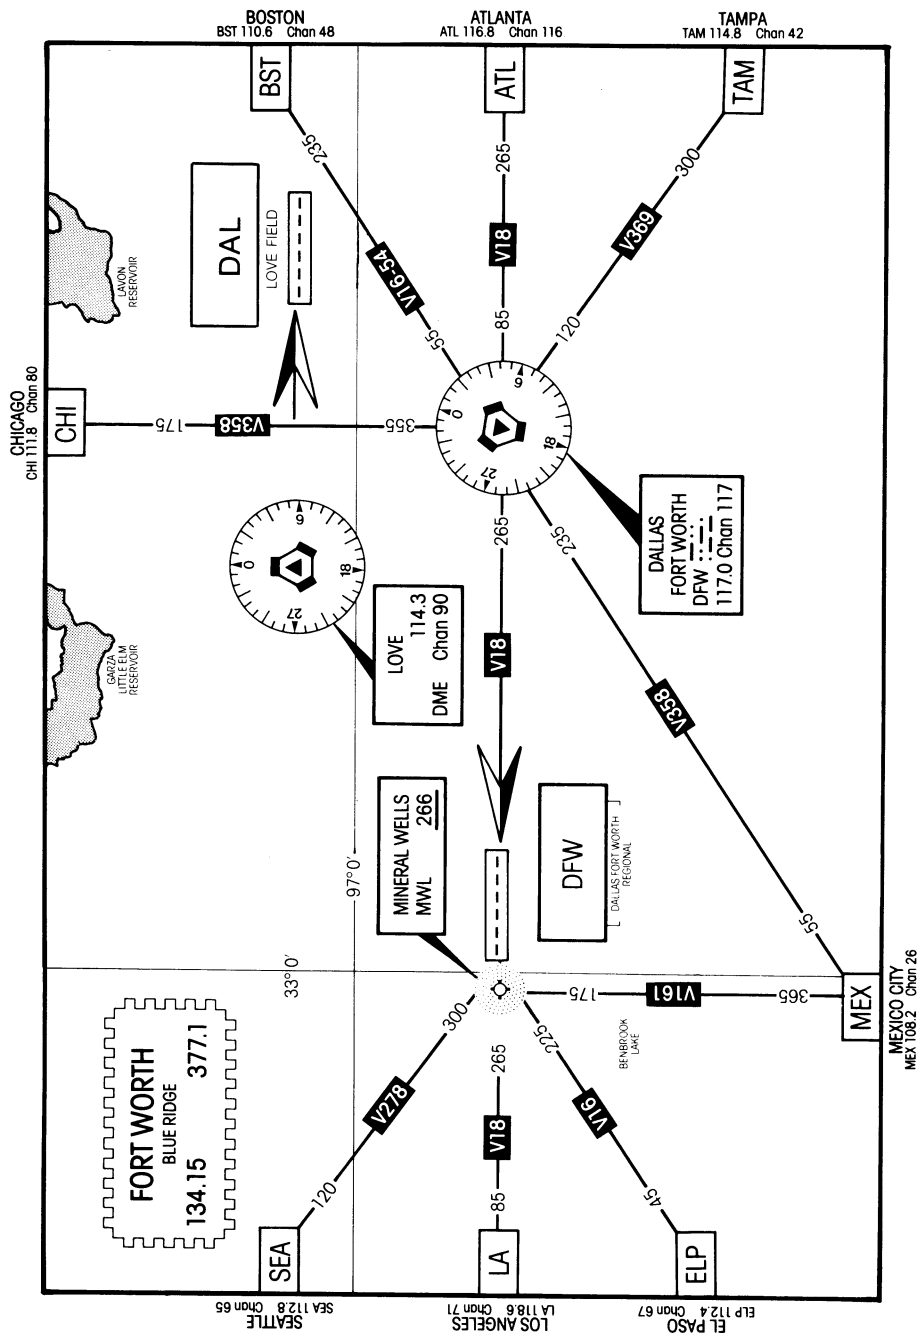 BOSTON
BST 110.6 Chan 48
ATLANTA
ATL 116.8 Chan 116
TAMPA
TAM 114.8 Chan 42
BST
ATL
TAM
235
265
300
V16-54
V18
V369
55
85
120
DAL
LOVE FIELD
LAVON
RESERVOIR
CHICAGO
CHI 111.8 Chan 80
CHI
175
V358
355
0
6
18
27
DALLAS
FORT WORTH
DFW
117.0 Chan 117
0
6
18
27
LOVE
114.3
DME Chan 90
GARZA
LITTLE ELM
RESERVOIR
265
V18
235
V358
55
MINERAL WELLS
MWL 266
DFW
DALLAS FORT WORTH
REGIONAL
97°0'
33°0'
MEX
MEXICO CITY
MEX 108.2 Chan 26
175
V161
365
BENBROOK
LAKE
300
V278
120
265
V18
85
225
V16
45
FORT WORTH
BLUE RIDGE
134.15 377.1
SEA
LA
ELP
SEATTLE
SEA 112.8 Chan 65
LOS ANGELES
LA 118.6 Chan 71
EL PASO
ELP 112.4 Chan 67